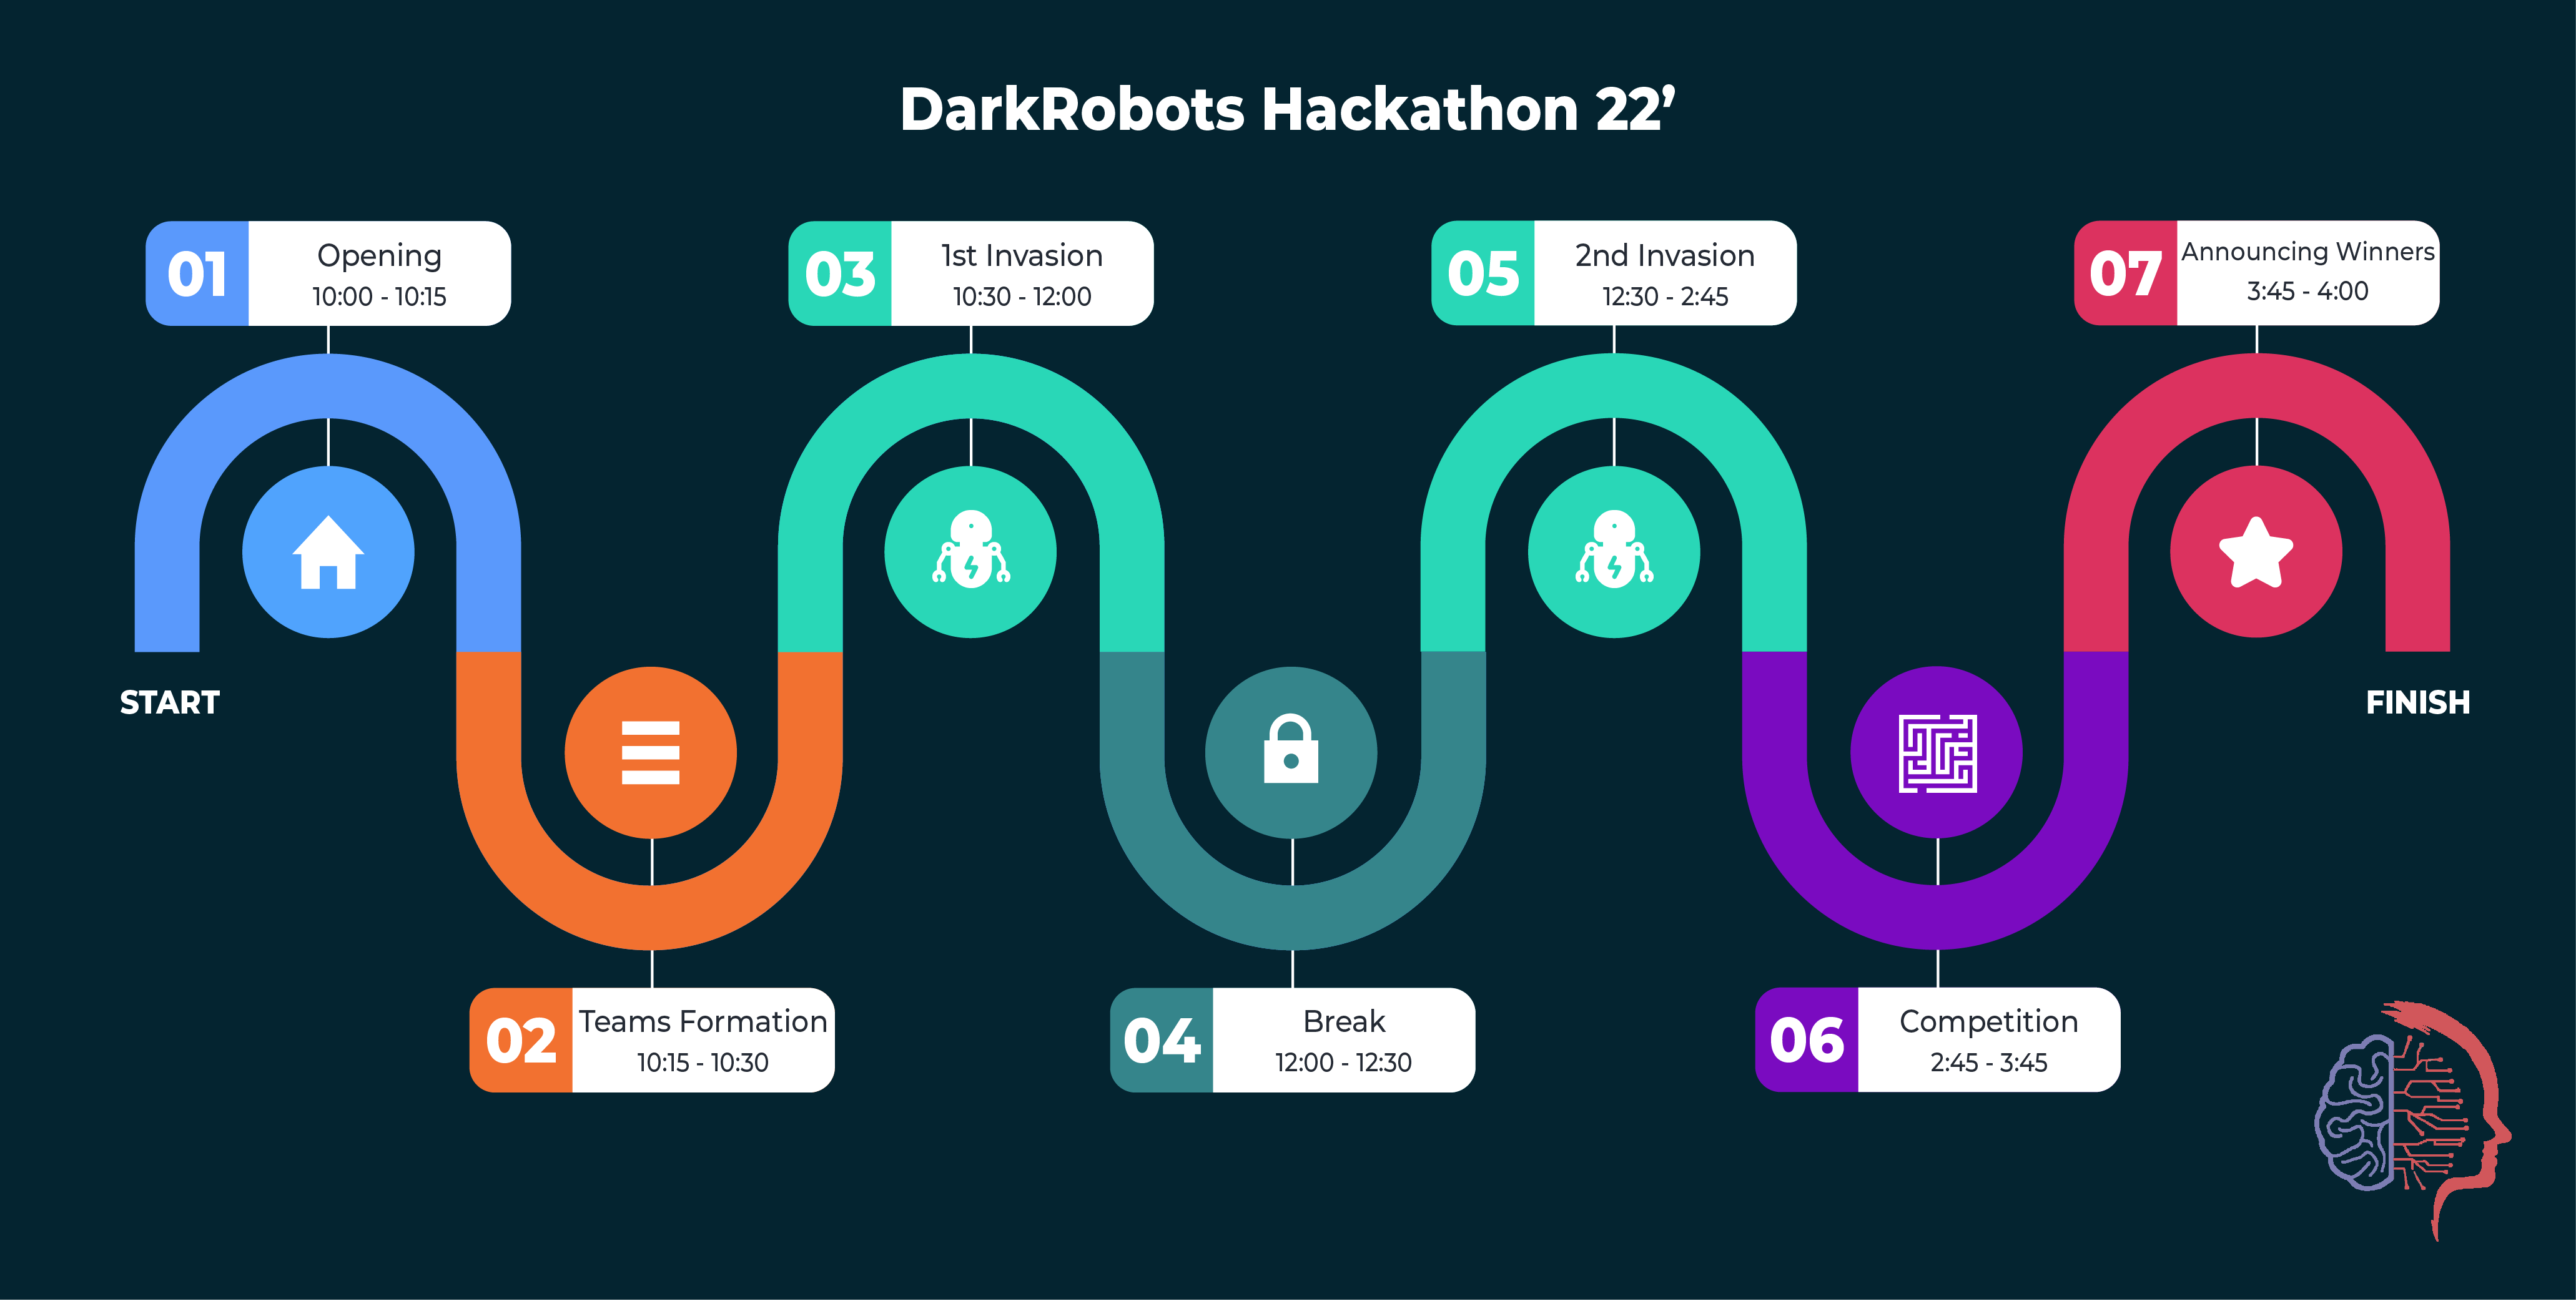 DarkRobots Hackathon 22’
01
Opening
10:00 - 10:15
03
1st Invasion
10:30 - 12:00
05
2nd Invasion
12:30 - 2:45
07
Announcing Winners
3:45 - 4:00
START
FINISH
02
Teams Formation
10:15 - 10:30
04
Break
12:00 - 12:30
06
Competition
2:45 - 3:45